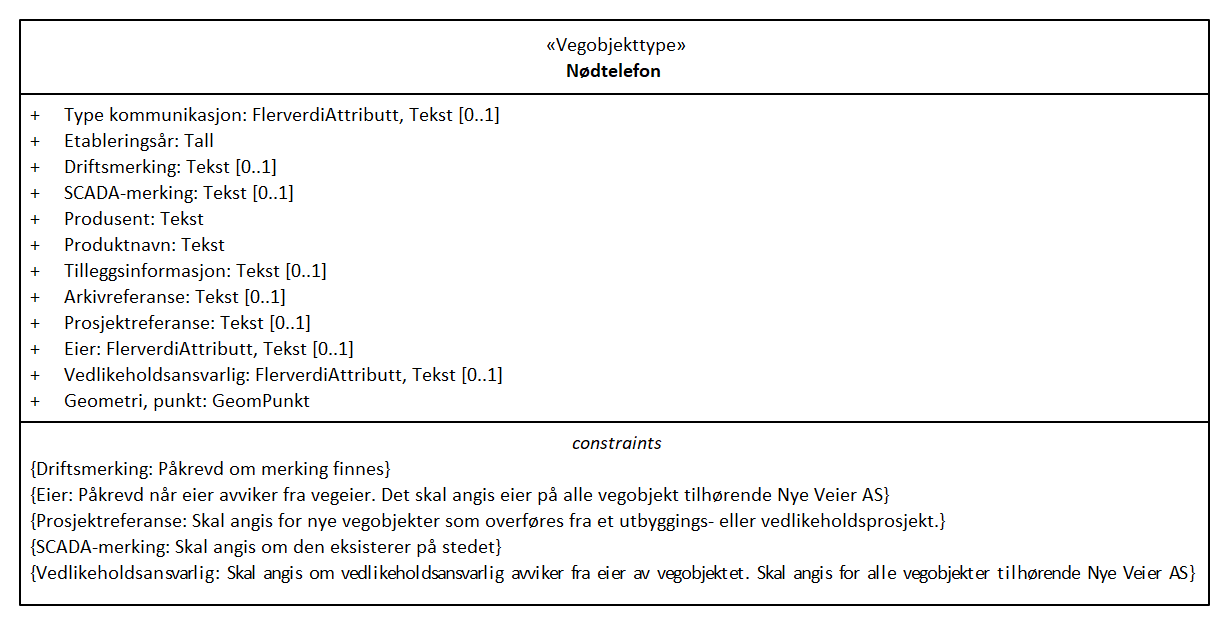 «Vegobjekttype»
Nødtelefon
+ Type kommunikasjon: FlerverdiAttributt, Tekst [0..1]
+ Etableringsår: Tall
+ Driftsmerking: Tekst [0..1]
+ SCADA-merking: Tekst [0..1]
+ Produsent: Tekst
+ Produktnavn: Tekst
+ Tilleggsinformasjon: Tekst [0..1]
+ Arkivreferanse: Tekst [0..1]
+ Prosjektreferanse: Tekst [0..1]
+ Eier: FlerverdiAttributt, Tekst [0..1]
+ Vedlikeholdsansvarlig: FlerverdiAttributt, Tekst [0..1]
+ Geometri, punkt: GeomPunkt
constraints
{Driftsmerking: Påkrevd om merking finnes}
{Eier: Påkrevd når eier avviker fra vegeier. Det skal angis eier på alle vegobjekt tilhørende Nye Veier AS}
{Prosjektreferanse: Skal angis for nye vegobjekter som overføres fra et utbyggings- eller vedlikeholdsprosjekt.}
{SCADA-merking: Skal angis om den eksisterer på stedet}
{Vedlikeholdsansvarlig: Skal angis om vedlikeholdsansvarlig avviker fra eier av vegobjektet. Skal angis for alle vegobjekter tilhørende Nye Veier AS}